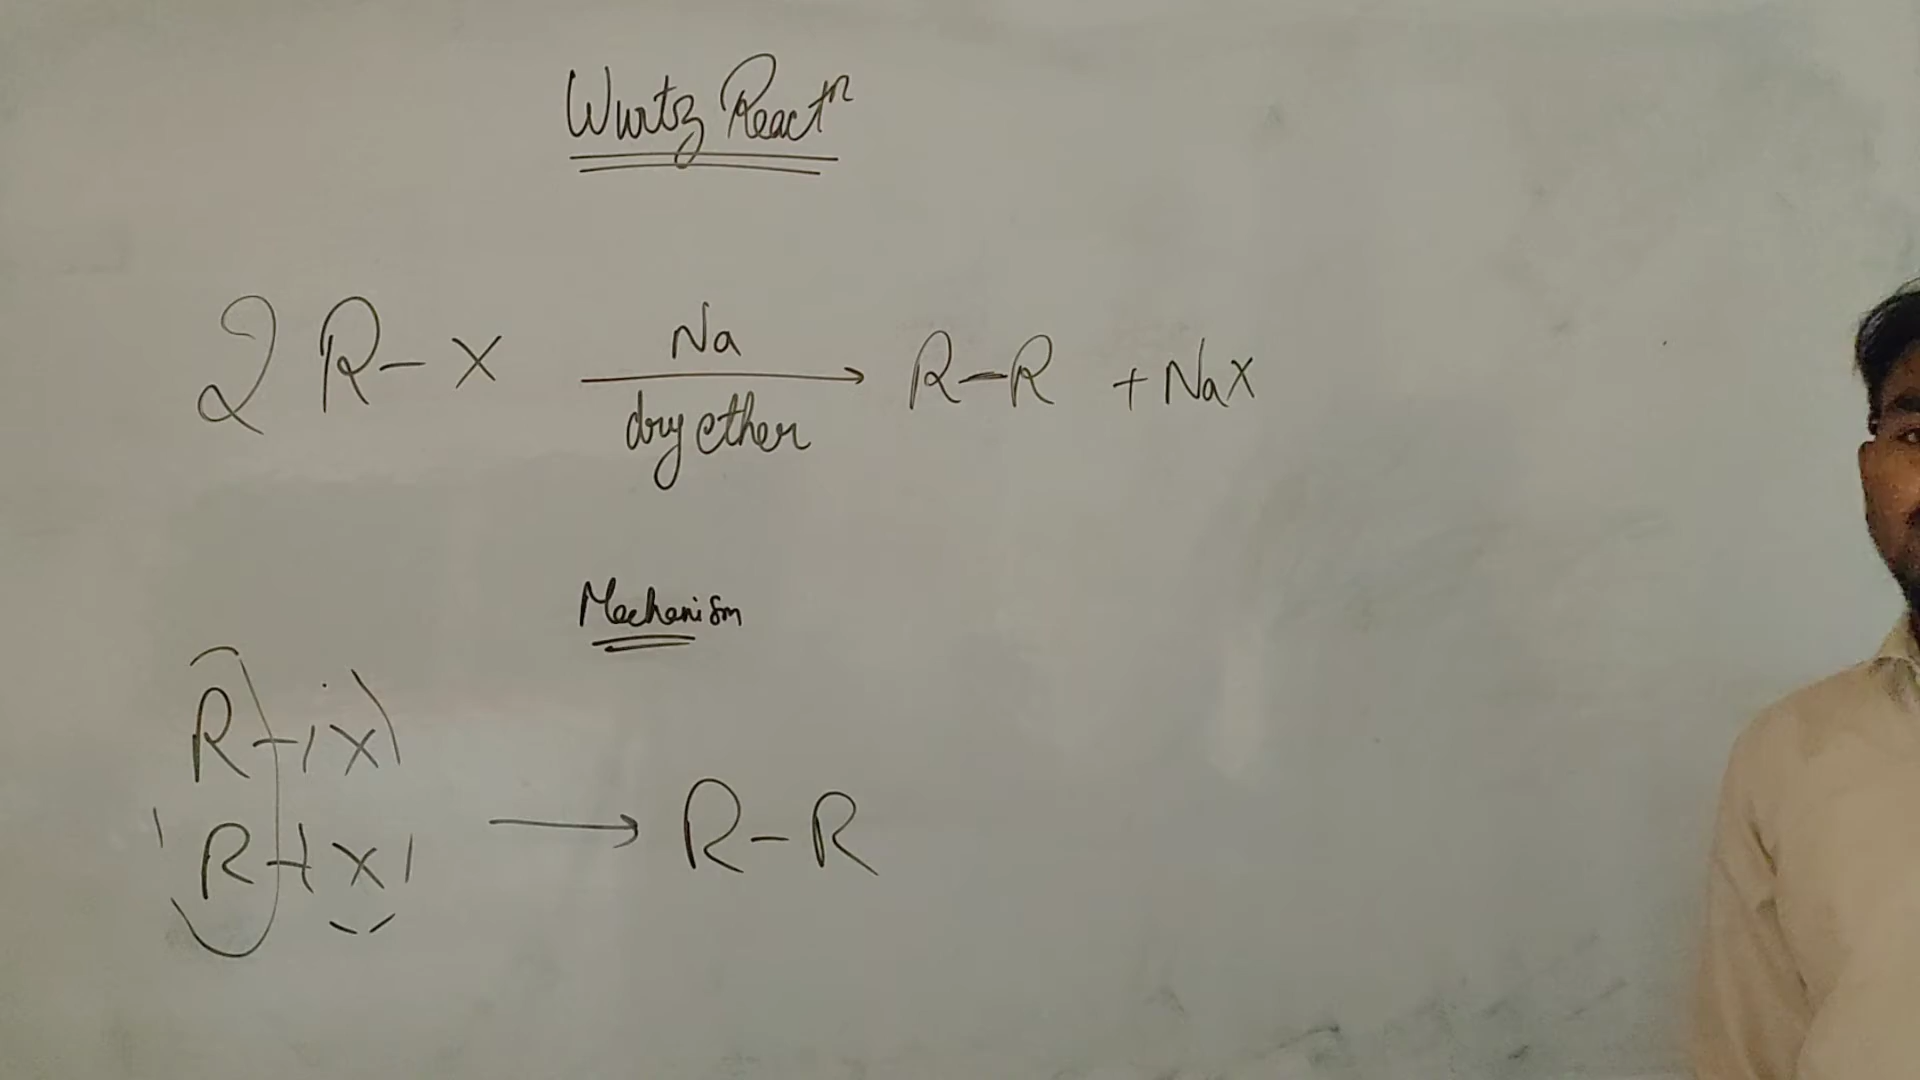 Wurtz Reactⁿ
2 R-X Na dry ether → R-R + NaX
Mechanism
R-X
R-X → R-R